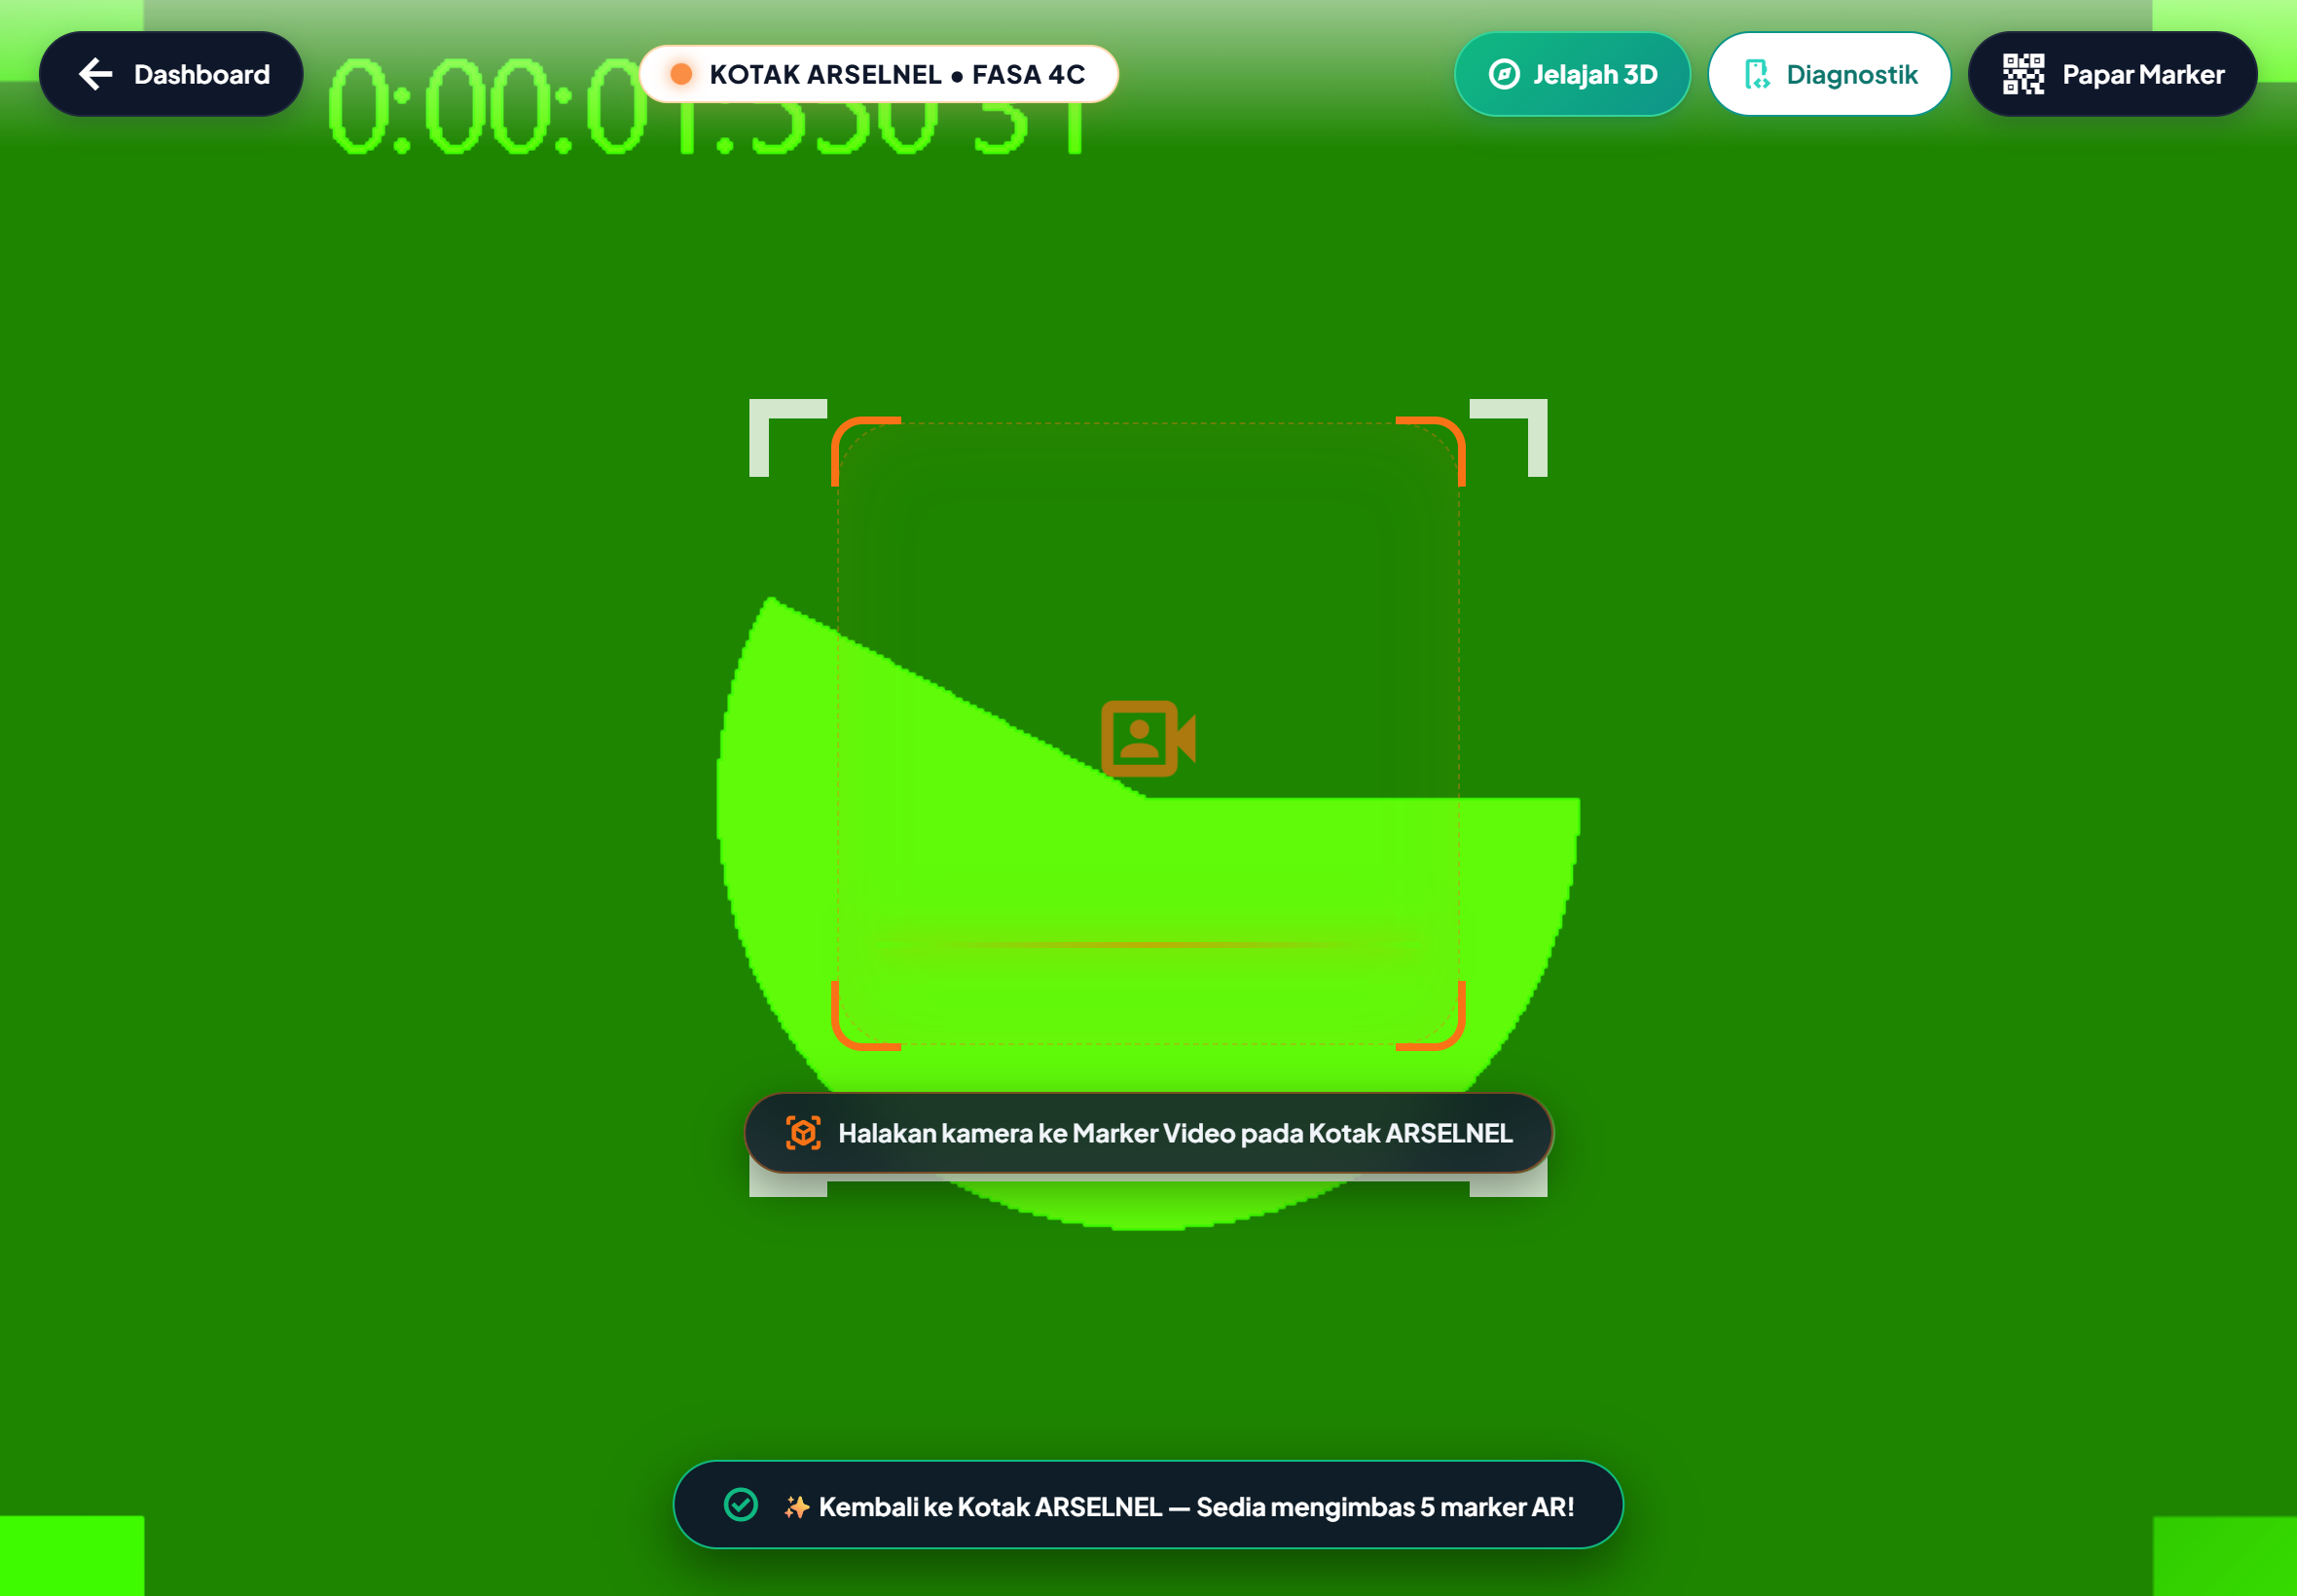 Dashboard
KOTAK ARSELNEL • FASA 4C
Jelajah 3D
Diagnostik
Papar Marker
Halakan kamera ke Marker Video pada Kotak ARSELNEL
✨ Kembali ke Kotak ARSELNEL — Sedia mengimbas 5 marker AR!